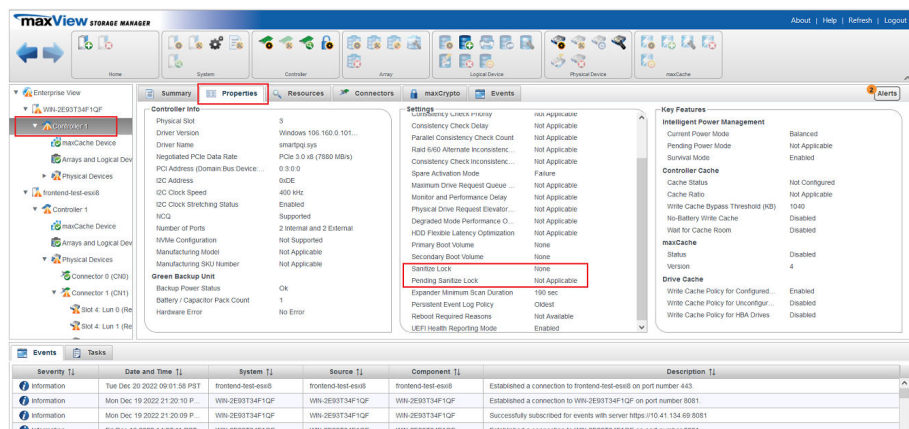 maxView STORAGE MANAGER
About | Help | Refresh | Logout
Home
System
Controller
Array
Logical Device
Physical Device
maxCache
Enterprise View
WIN-2E93T34F1QF
Controller 1
maxCache Device
Arrays and Logical Dev
Physical Devices
frontend-test-esxi8
Controller 1
maxCache Device
Arrays and Logical Dev
Physical Devices
Connector 0 (CN0)
Connector 1 (CN1)
Slot 4: Lun 0 (Re
Slot 4: Lun 1 (Re
Summary Properties Resources Connectors maxCrypto Events
2 Alerts
Controller Info
Physical Slot 3
Driver Version Windows 106.160.0.101...
Driver Name smartpqi.sys
Negotiated PCIe Data Rate PCIe 3.0 x8 (7880 MB/s)
PCI Address (Domain:Bus:Device:... 0:3:0:0
I2C Address 0xDE
I2C Clock Speed 400 kHz
I2C Clock Stretching Status Enabled
NCQ Supported
Number of Ports 2 Internal and 2 External
NVMe Configuration Not Supported
Manufacturing Model Not Applicable
Manufacturing SKU Number Not Applicable
Green Backup Unit
Backup Power Status Ok
Battery / Capacitor Pack Count 1
Hardware Error No Error
Settings
Consistency Check Priority Not Applicable
Consistency Check Delay Not Applicable
Parallel Consistency Check Count Not Applicable
Raid 6/60 Alternate Inconsistenc... Not Applicable
Consistency Check Inconsistenc... Not Applicable
Spare Activation Mode Failure
Maximum Drive Request Queue ... Not Applicable
Monitor and Performance Delay Not Applicable
Physical Drive Request Elevator... Not Applicable
Degraded Mode Performance O... Not Applicable
HDD Flexible Latency Optimization Not Applicable
Primary Boot Volume None
Secondary Boot Volume None
Sanitize Lock None
Pending Sanitize Lock Not Applicable
Expander Minimum Scan Duration 190 sec
Persistent Event Log Policy Oldest
Reboot Required Reasons Not Available
UEFI Health Reporting Mode Enabled
Key Features
Intelligent Power Management
Current Power Mode Balanced
Pending Power Mode Not Applicable
Survival Mode Enabled
Controller Cache
Cache Status Not Configured
Cache Ratio Not Applicable
Write Cache Bypass Threshold (KB) 1040
No-Battery Write Cache Disabled
Wait for Cache Room Disabled
maxCache
Status Disabled
Version 4
Drive Cache
Write Cache Policy for Configured... Enabled
Write Cache Policy for Unconfigur... Disabled
Write Cache Policy for HBA Drives Disabled
Events Tasks
Severity Date and Time System Source Component Description
Information Tue Dec 20 2022 09:01:58 PST frontend-test-esxi8 frontend-test-esxi8 frontend-test-esxi8 Established a connection to frontend-test-esxi8 on port number 443.
Information Mon Dec 19 2022 21:20:10 P... WIN-2E93T34F1QF WIN-2E93T34F1QF WIN-2E93T34F1QF Established a connection to WIN-2E93T34F1QF on port number 8081.
Information Mon Dec 19 2022 21:20:09 P... WIN-2E93T34F1QF WIN-2E93T34F1QF WIN-2E93T34F1QF Successfully subscribed for events with server https://10.41.134.69:8081